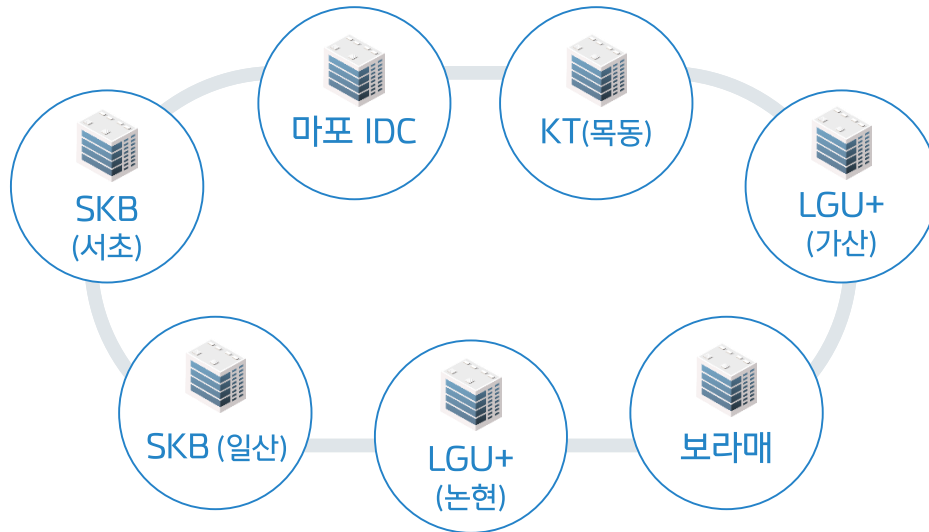 마포 IDC
KT(목동)
SKB
(서초)
LGU+
(가산)
SKB (일산)
LGU+
(논현)
보라매